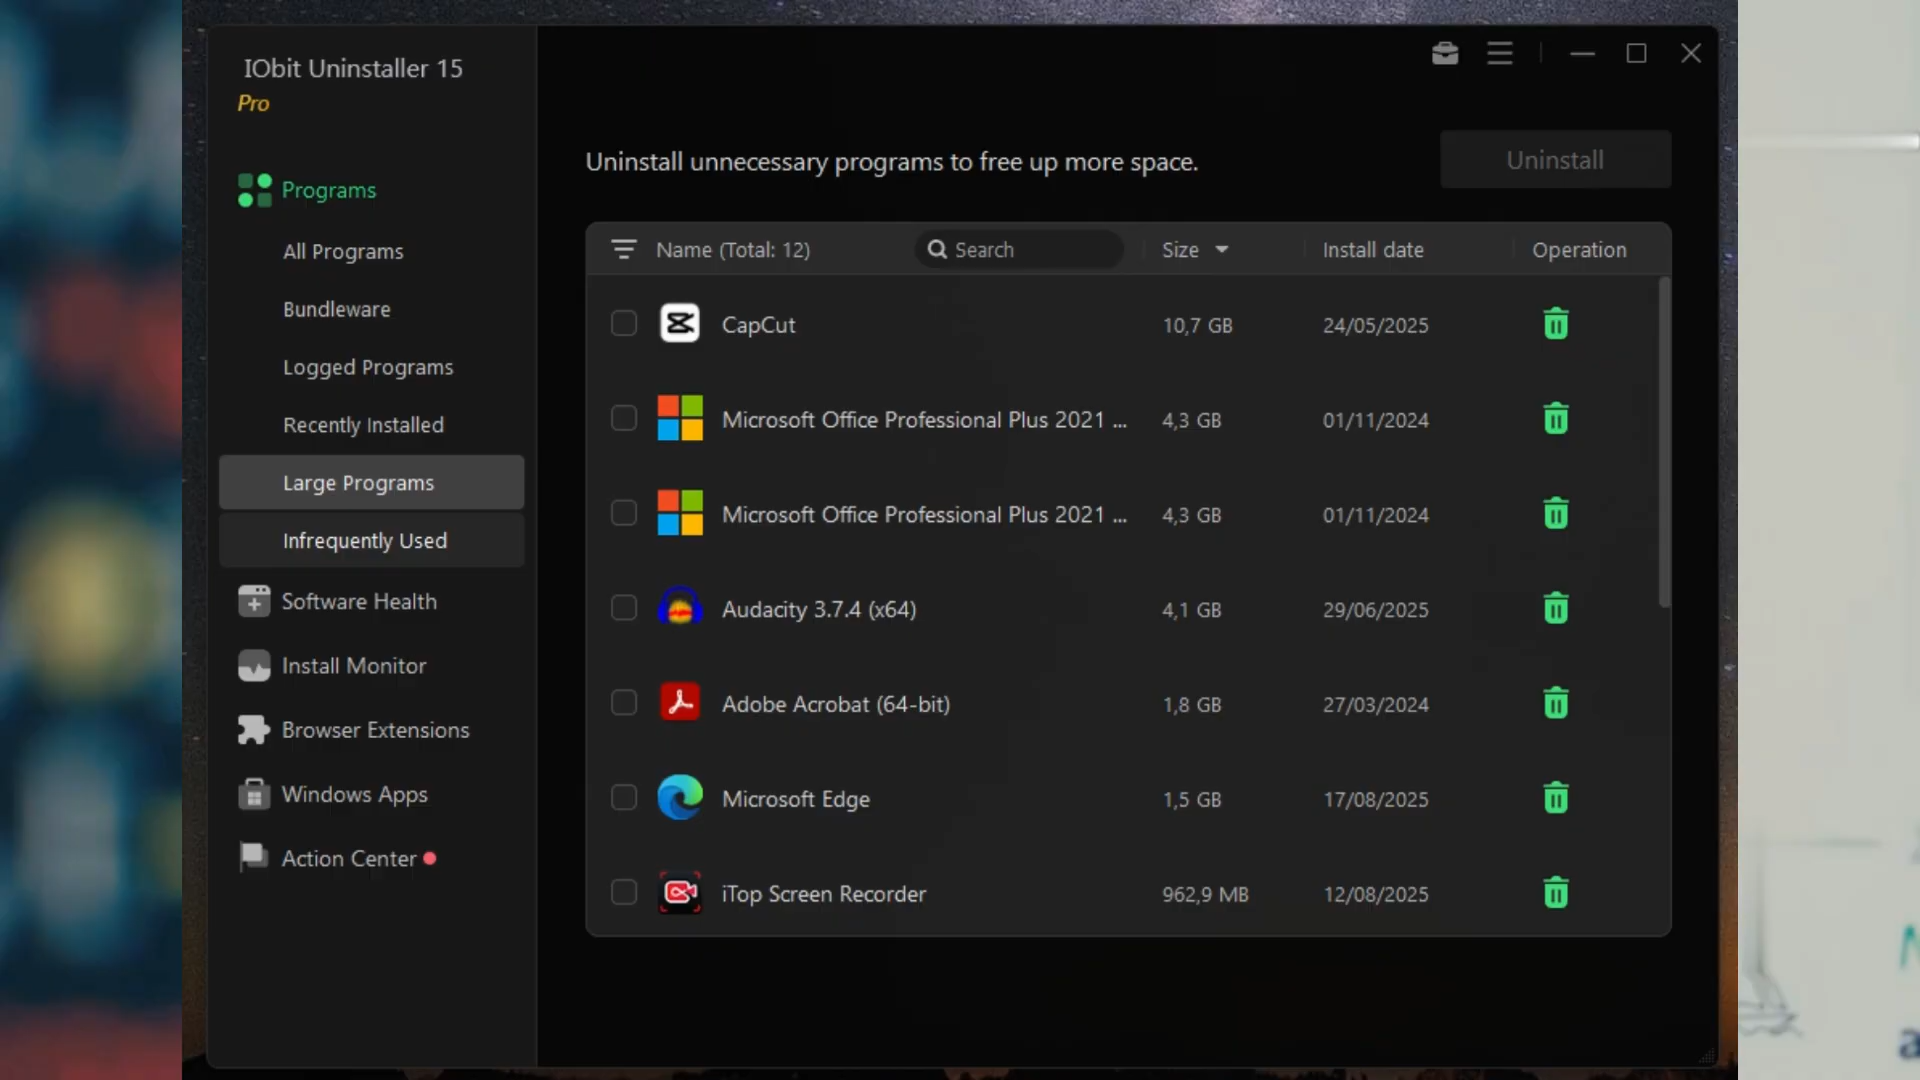 IObit Uninstaller 15
Pro
Programs
All Programs
Bundleware
Logged Programs
Recently Installed
Large Programs
Infrequently Used
Software Health
Install Monitor
Browser Extensions
Windows Apps
Action Center
Uninstall unnecessary programs to free up more space.
Uninstall
Name (Total: 12) Search Size Install date Operation
CapCut 10,7 GB 24/05/2025
Microsoft Office Professional Plus 2021 ... 4,3 GB 01/11/2024
Microsoft Office Professional Plus 2021 ... 4,3 GB 01/11/2024
Audacity 3.7.4 (x64) 4,1 GB 29/06/2025
Adobe Acrobat (64-bit) 1,8 GB 27/03/2024
Microsoft Edge 1,5 GB 17/08/2025
iTop Screen Recorder 962,9 MB 12/08/2025